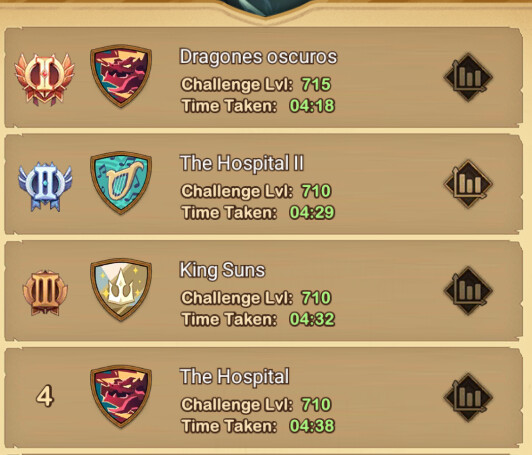 I
Dragones oscuros
Challenge Lvl: 715
Time Taken: 04:18
II
The Hospital II
Challenge Lvl: 710
Time Taken: 04:29
III
King Suns
Challenge Lvl: 710
Time Taken: 04:32
4
The Hospital
Challenge Lvl: 710
Time Taken: 04:38